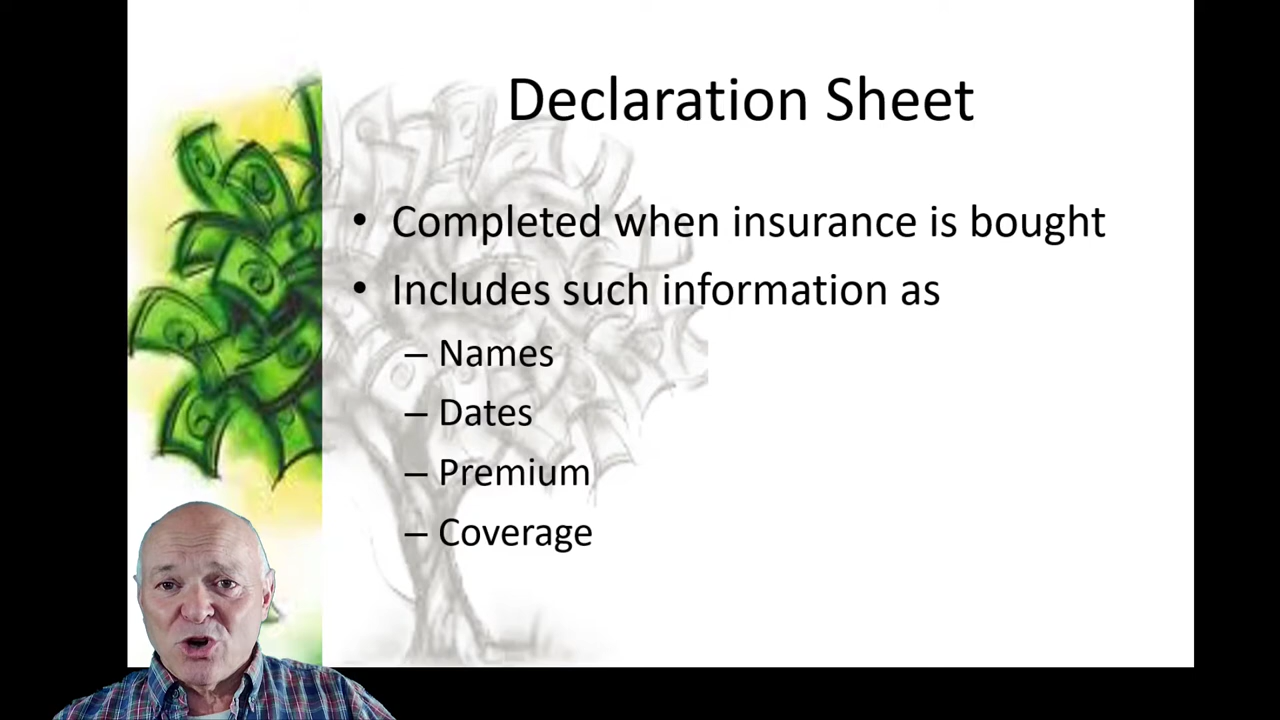 Declaration Sheet
• Completed when insurance is bought
• Includes such information as
– Names
– Dates
– Premium
– Coverage